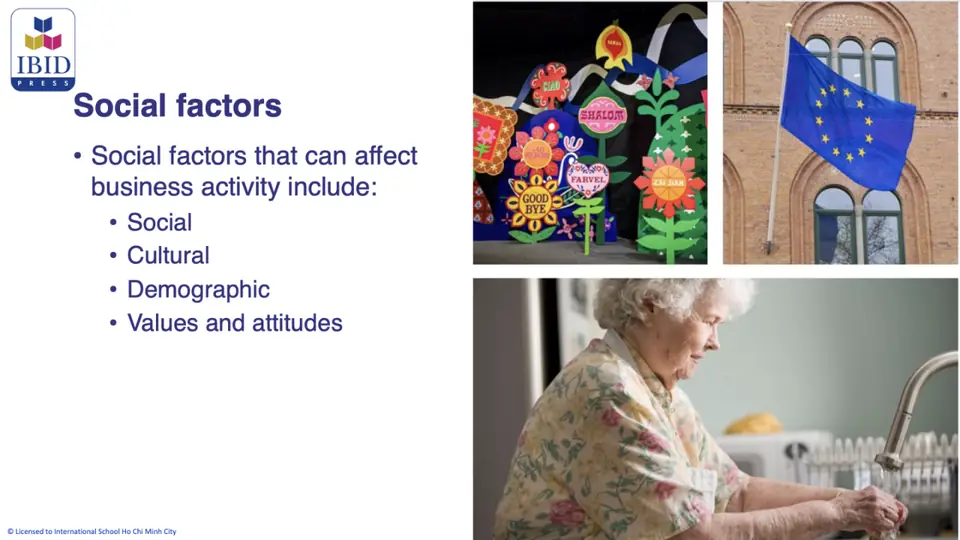 IBID
PRESS
Social factors
• Social factors that can affect
business activity include:
• Social
• Cultural
• Demographic
• Values and attitudes
CIAO
SHALOM
FARVEL
GOOD
BYE
ZAI JIAN
© Licensed to International School Ho Chi Minh City